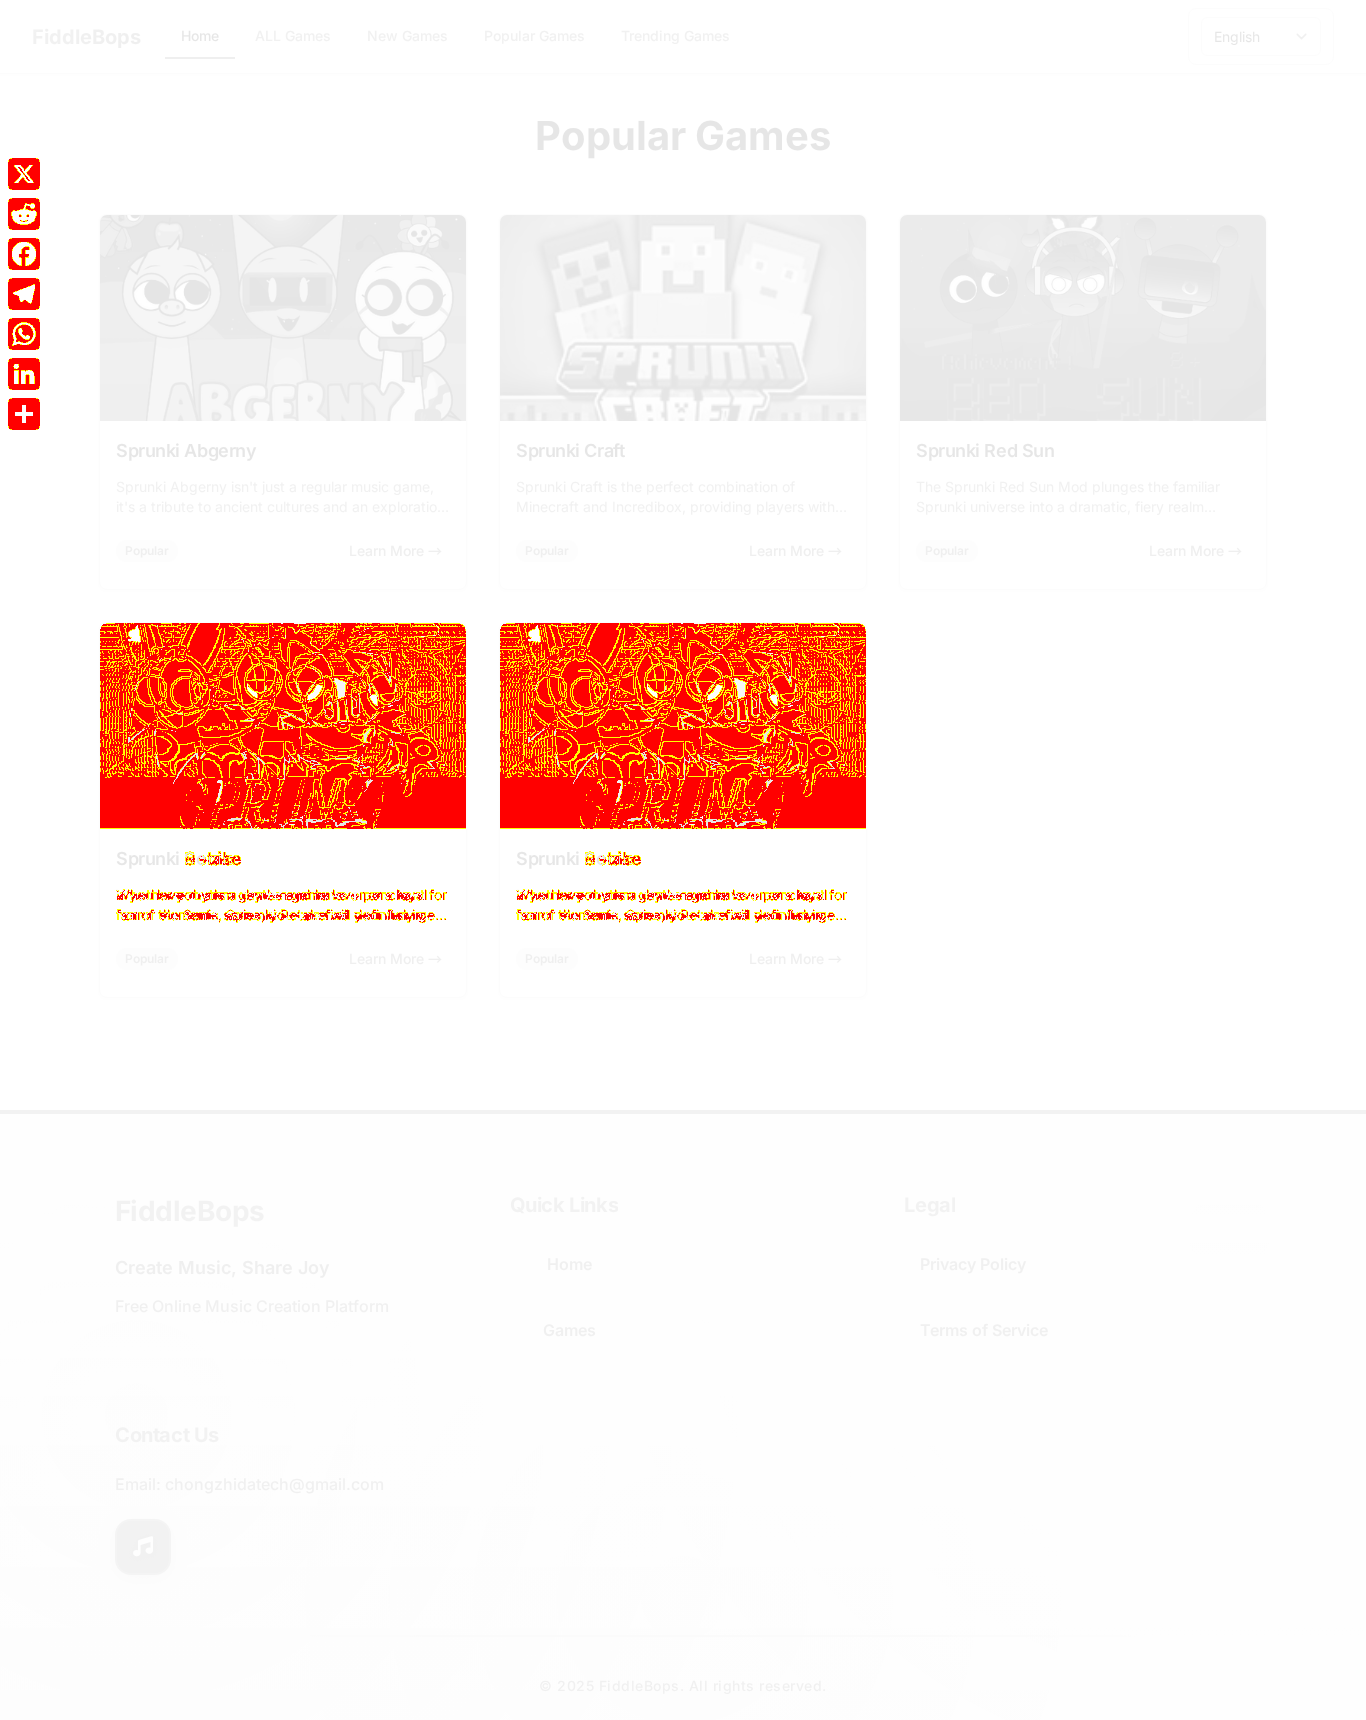 FiddleBops
Home
ALL Games
New Games
Popular Games
Trending Games
English
Popular Games
ABGERNY
SPRUNKI
CRAFT
RED SUN
Sprunki Abgerny
Sprunki Craft
Sprunki Red Sun
Sprunki Abgerny isn't just a regular music game,
it's a tribute to ancient cultures and an exploratio...
Sprunki Craft is the perfect combination of
Minecraft and Incredibox, providing players with...
The Sprunki Red Sun Mod plunges the familiar
Sprunki universe into a dramatic, fiery realm...
Popular
Learn More →
Popular
Learn More →
Popular
Learn More →
Sprunki
Sprunki
Popular
Learn More →
Popular
Learn More →
FiddleBops
Create Music, Share Joy
Free Online Music Creation Platform
Quick Links
Home
Games
Legal
Privacy Policy
Terms of Service
Contact Us
Email: chongzhidatech@gmail.com
© 2025 FiddleBops. All rights reserved.